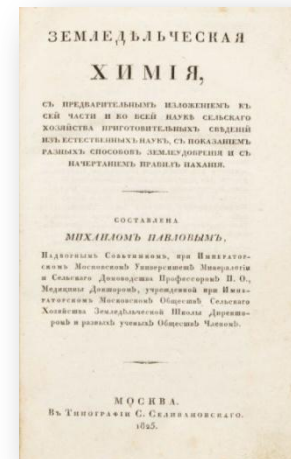 ЗЕМЛЕДѢЛЬЧЕСКАЯ
ХИМІЯ,
СЪ ПРЕДВАРИТЕЛЬНЫМЪ ИЗЛОЖЕНІЕМЪ КЪ
СЕЙ ЧАСТИ И КО ВСЕЙ НАУКѢ СЕЛЬСКАГО
ХОЗЯЙСТВА ПРИГОТОВИТЕЛЬНЫХЪ СВѢДЕНІЙ
ИЗЪ ЕСТЕСТВЕННЫХЪ НАУКЪ, СЪ ПОКАЗАНІЕМЪ
РАЗНЫХЪ СПОСОБОВЪ ЗЕМЛЕУДОБРЕНІЯ И СЪ
НАЧЕРТАНІЕМЪ ПРАВИЛЪ ПАХАНІЯ.
СОСТАВЛЕНА
МИХАИЛОМЪ ПАВЛОВЫМЪ,
Надворнымъ Совѣтникомъ, при Император-
скомъ Московскомъ Университетѣ Минералогіи
и Сельскаго Домоводства Профессоромъ П. О.,
Медицины Докторомъ, учрежденной при Импе-
раторскомъ Московскомъ Обществѣ Сельскаго
Хозяйства Земледѣльческой Школы Директо-
ромъ и разныхъ ученыхъ Обществъ Членомъ.
МОСКВА.
Въ Типографіи С. Селивановскаго.
1825.